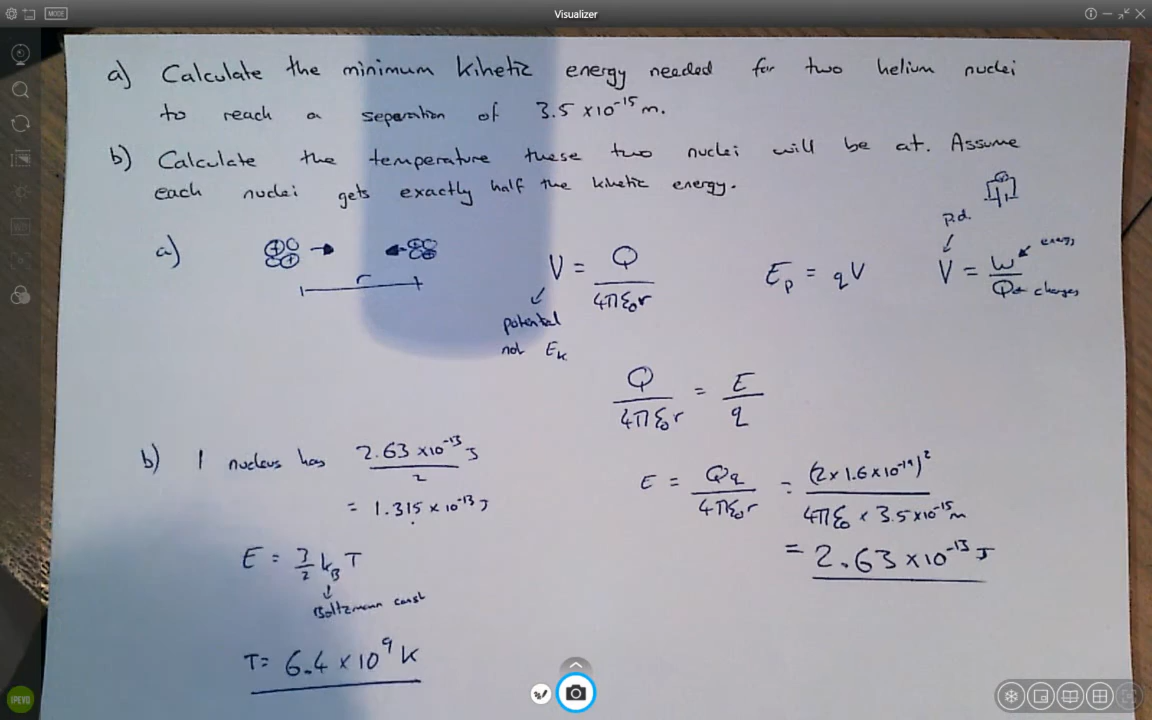 MODE
Visualizer
a) Calculate the minimum kinetic energy needed for two helium nuclei
to reach a separation of 3.5 x10⁻¹⁵ m.
b) Calculate the temperature these two nuclei will be at. Assume
each nuclei gets exactly half the kinetic energy.
a)
r
V = Q / 4πε₀r
potential
not Eₖ
Eₚ = qV
p.d.
V = W / Q
energy
charges
Q / 4πε₀r = E / q
E = Qq / 4πε₀r = (2 x 1.6 x10⁻¹⁹)² / 4πε₀ x 3.5 x10⁻¹⁵ m
= 2.63 x10⁻¹³ J
b) 1 nucleus has 2.63 x10⁻¹³ J / 2
= 1.315 x 10⁻¹³ J
E = 3/2 k_B T
Boltzmann const
T = 6.4 x 10⁹ K
IPEVO